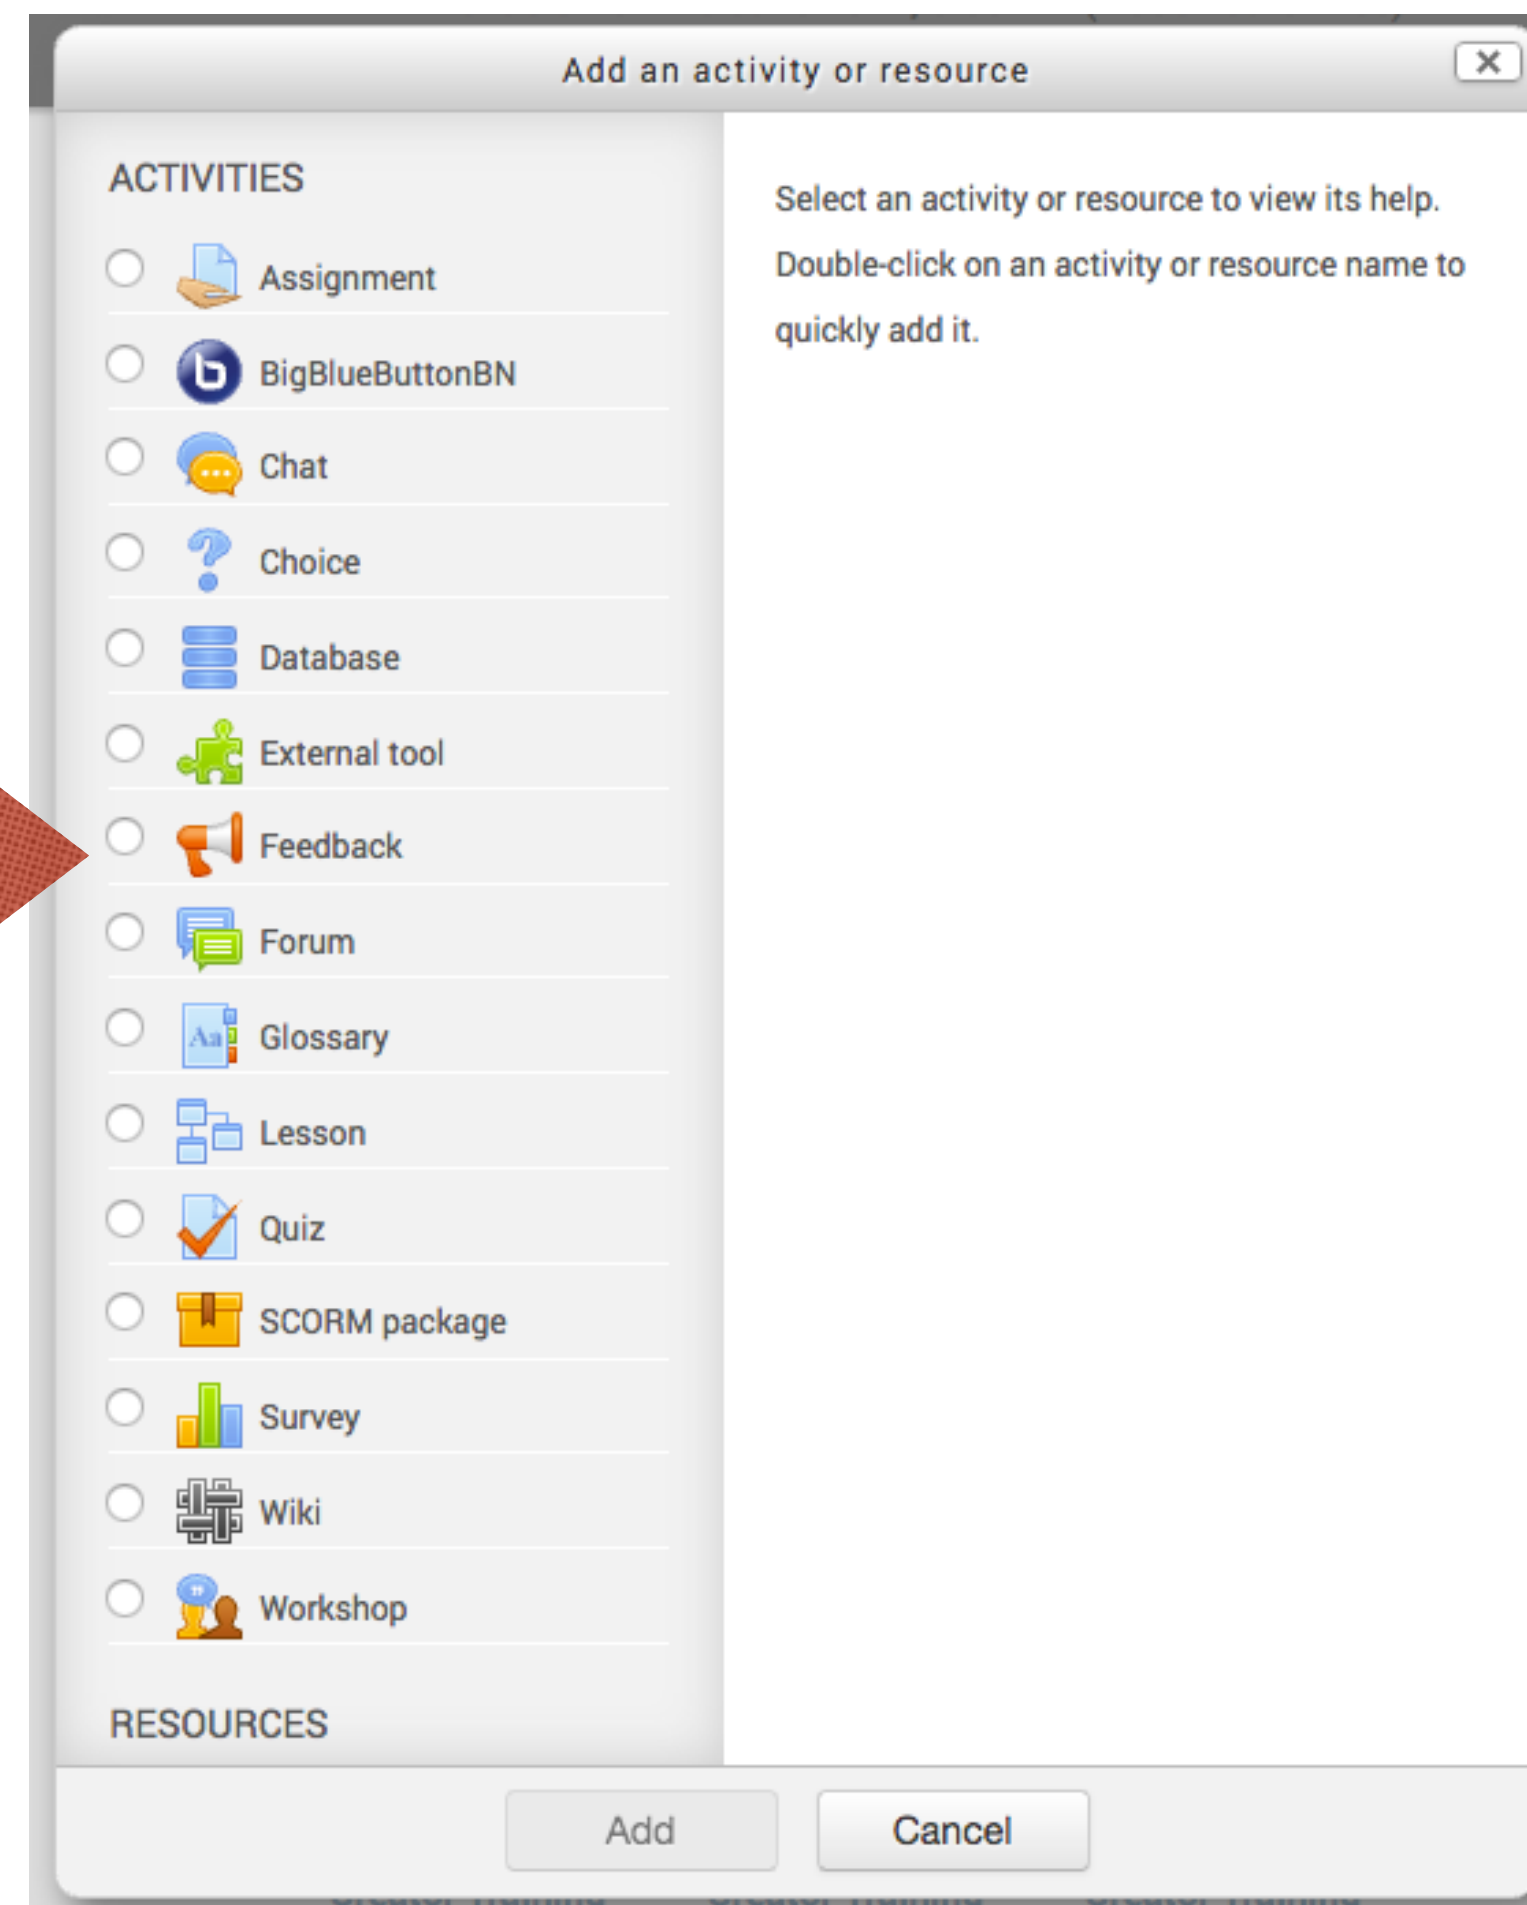 Add an activity or resource
ACTIVITIES
Assignment
BigBlueButtonBN
Chat
Choice
Database
External tool
Feedback
Forum
Aa
Glossary
Lesson
Quiz
SCORM package
Survey
Wiki
Workshop
RESOURCES
Select an activity or resource to view its help.
Double-click on an activity or resource name to
quickly add it.
Add
Cancel